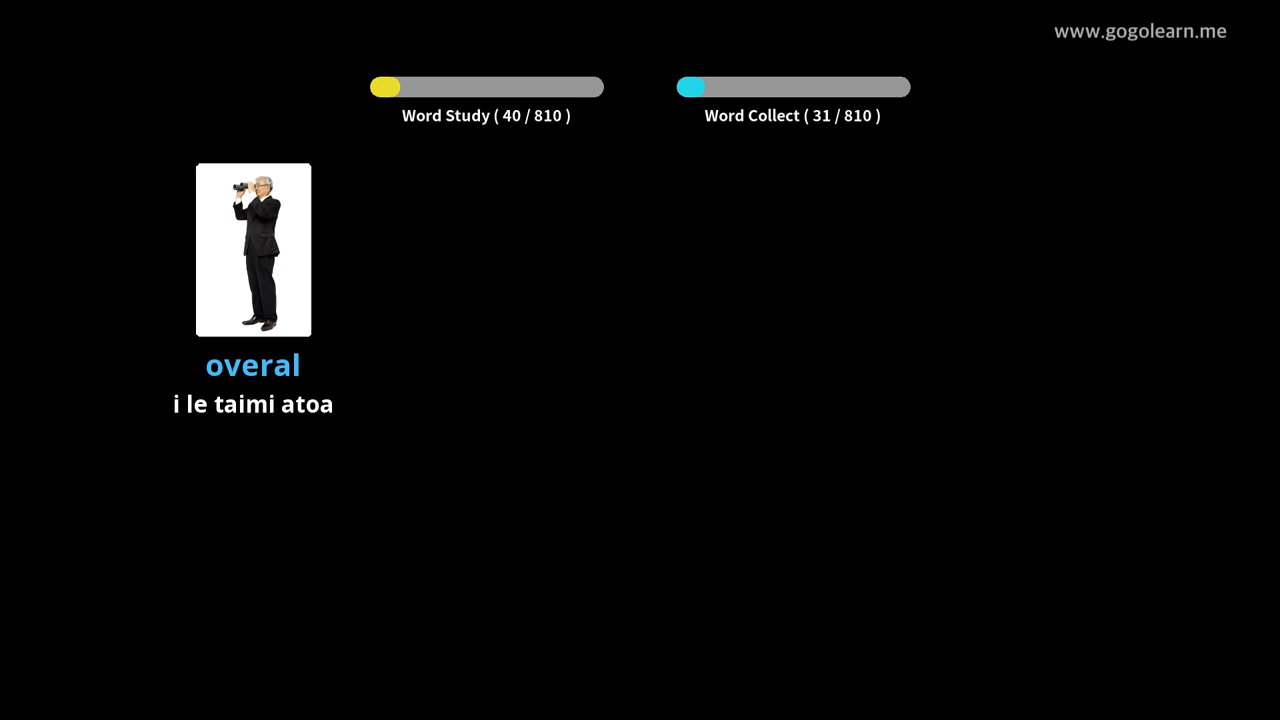 www.gogolearn.me
Word Study ( 40 / 810 )
Word Collect ( 31 / 810 )
overal
i le taimi atoa